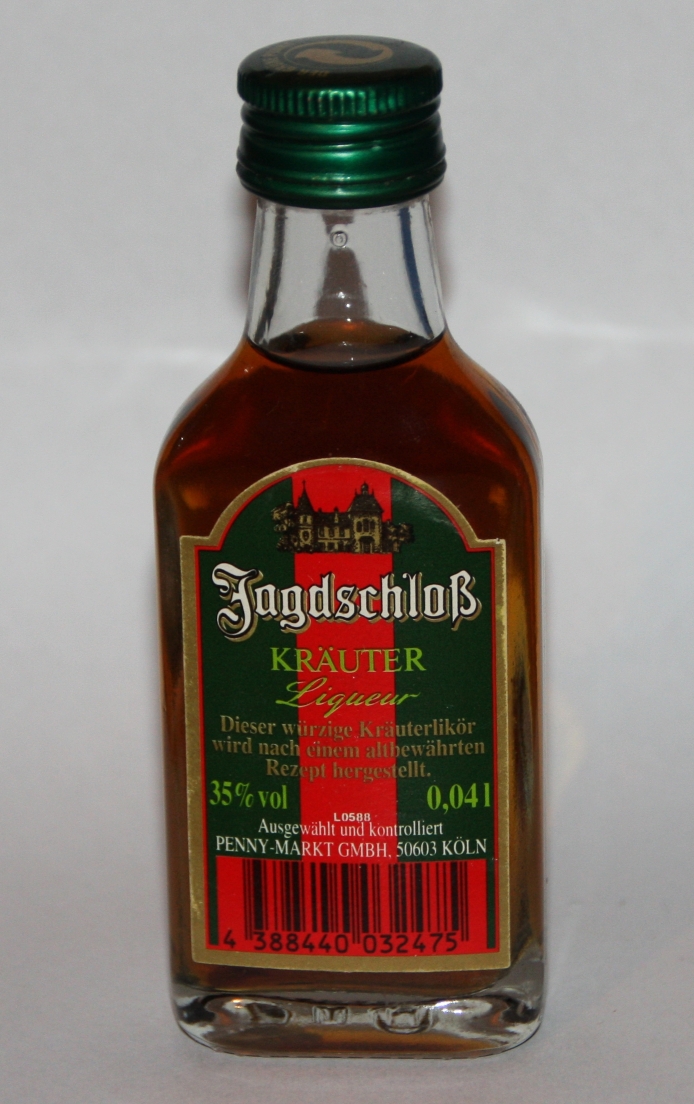 Jagdschloß
KRÄUTER
Liqueur
Dieser würzige Kräuterlikör
wird nach einem altbewährten
Rezept hergestellt.
35% vol 0,04 l
L0588
Ausgewählt und kontrolliert
PENNY-MARKT GMBH, 50603 KÖLN
4 388440 032475